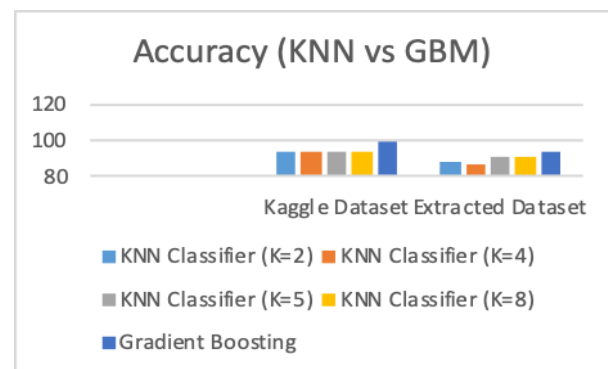 Accuracy (KNN vs GBM)
120
100
80
Kaggle Dataset Extracted Dataset
KNN Classifier (K=2) KNN Classifier (K=4)
KNN Classifier (K=5) KNN Classifier (K=8)
Gradient Boosting